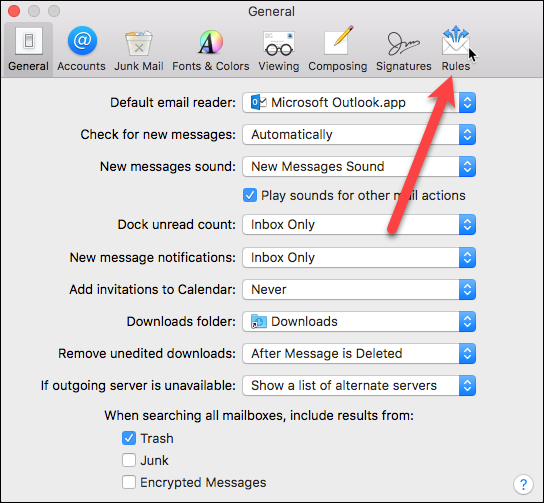 General
General Accounts Junk Mail Fonts & Colors Viewing Composing Signatures Rules
Default email reader: Microsoft Outlook.app
Check for new messages: Automatically
New messages sound: New Messages Sound
Play sounds for other mail actions
Dock unread count: Inbox Only
New message notifications: Inbox Only
Add invitations to Calendar: Never
Downloads folder: Downloads
Remove unedited downloads: After Message is Deleted
If outgoing server is unavailable: Show a list of alternate servers
When searching all mailboxes, include results from:
Trash
Junk
Encrypted Messages
?